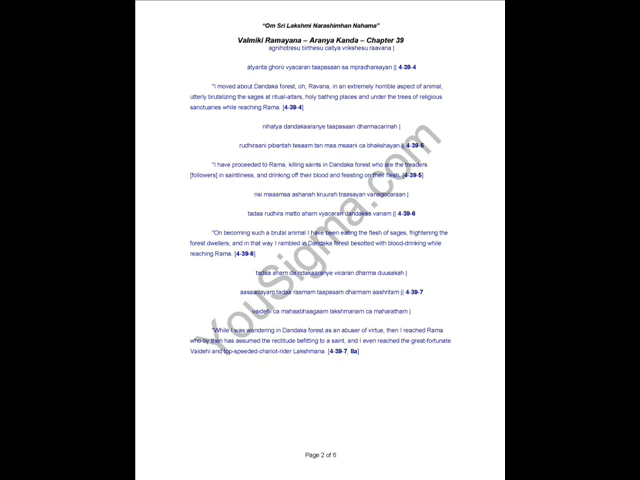 “Om Sri Lakshmi Narashimhan Nahama”
Valmiki Ramayana – Aranya Kanda – Chapter 39
agnihotresu tiirthesu caitya vrikshesu raavana |
atyanta ghoro vyacaran taapasaan sa mpradharsayan || 4-39-4
"I moved about Dandaka forest, oh, Ravana, in an extremely horrible aspect of animal,
utterly brutalizing the sages at ritual-altars, holy bathing places and under the trees of religious
sanctuaries while reaching Rama. [4-39-4]
nihatya dandakaaranye taapasaan dharmacarinah |
rudhiraani pibantah tesaam tan maa msaani ca bhakshayan || 4-39-5
"I have proceeded to Rama, killing saints in Dandaka forest who are the treaders
[followers] in saintliness, and drinking off their blood and feasting on their flesh. [4-39-5]
risi maaamsa ashanah kruurah traasayan vanagocaraan |
tadaa rudhira matto aham vyacaran dandakaa vanam || 4-39-6
"On becoming such a brutal animal I have been eating the flesh of sages, frightening the
forest dwellers, and in that way I rambled in Dandaka forest besotted with blood-drinking while
reaching Rama. [4-39-6]
tadaa aham da ndakaaranye vicaran dharma duusakah |
aasaadayam tadaa raamam taapasam dharmam aashritam || 4-39-7
vaidehi ca mahaabhaagaam lakshmanam ca maharatham |
"While I was wandering in Dandaka forest as an abuser of virtue, then I reached Rama
who by then has assumed the rectitude befitting to a saint, and I even reached the great-fortunate
Vaidehi and top-speeded-chariot-rider Lakshmana. [4-39-7, 8a]
YouSigma.com
Page 2 of 6